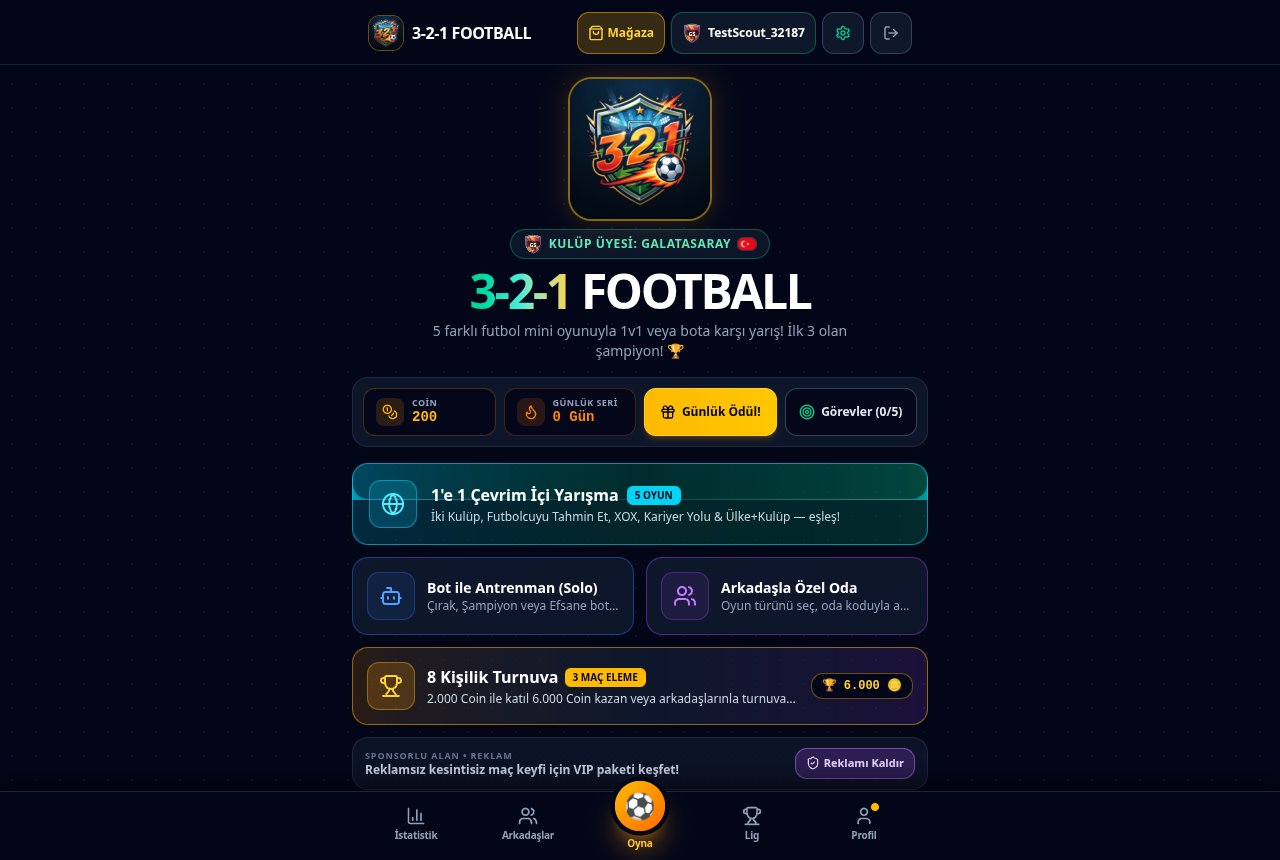 3-2-1 FOOTBALL
Mağaza
TestScout_32187
321
KULÜP ÜYESİ: GALATASARAY
3-2-1 FOOTBALL
5 farklı futbol mini oyunuyla 1v1 veya bota karşı yarış! İlk 3 olan
şampiyon! 🏆
COİN
200
GÜNLÜK SERİ
0 Gün
Günlük Ödül!
Görevler (0/5)
1'e 1 Çevrim İçi Yarışma
5 OYUN
İki Kulüp, Futbolcuyu Tahmin Et, XOX, Kariyer Yolu & Ülke+Kulüp — eşleş!
Bot ile Antrenman (Solo)
Çırak, Şampiyon veya Efsane bot...
Arkadaşla Özel Oda
Oyun türünü seç, oda koduyla a...
8 Kişilik Turnuva
3 MAÇ ELEME
2.000 Coin ile katıl 6.000 Coin kazan veya arkadaşlarınla turnuva...
🏆 6.000 🪙
SPONSORLU ALAN • REKLAM
Reklamsız kesintisiz maç keyfi için VIP paketi keşfet!
Reklamı Kaldır
İstatistik
Arkadaşlar
Oyna
Lig
Profil